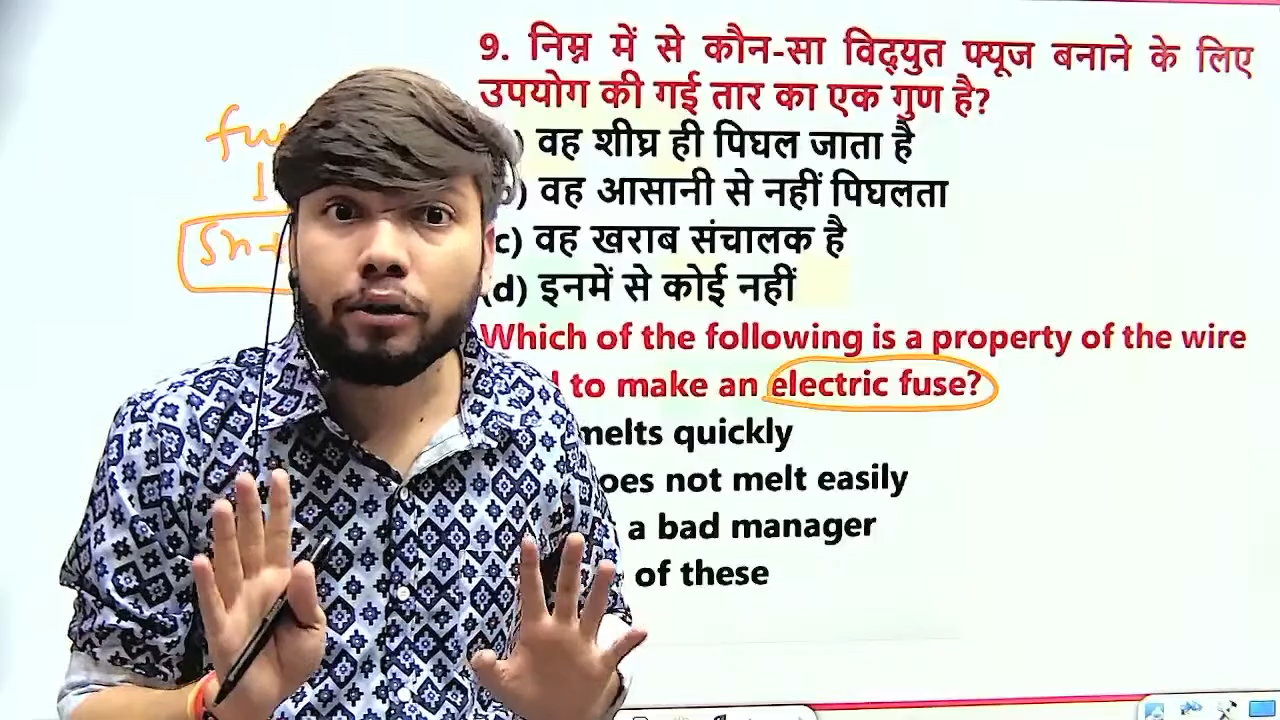 9. निम्न में से कौन-सा विद्युत फ्यूज बनाने के लिए
उपयोग की गई तार का एक गुण है?
वह शीघ्र ही पिघल जाता है
वह आसानी से नहीं पिघलता
c) वह खराब संचालक है
(d) इनमें से कोई नहीं
Which of the following is a property of the wire
to make an electric fuse?
melts quickly
not melt easily
a bad manager
of these